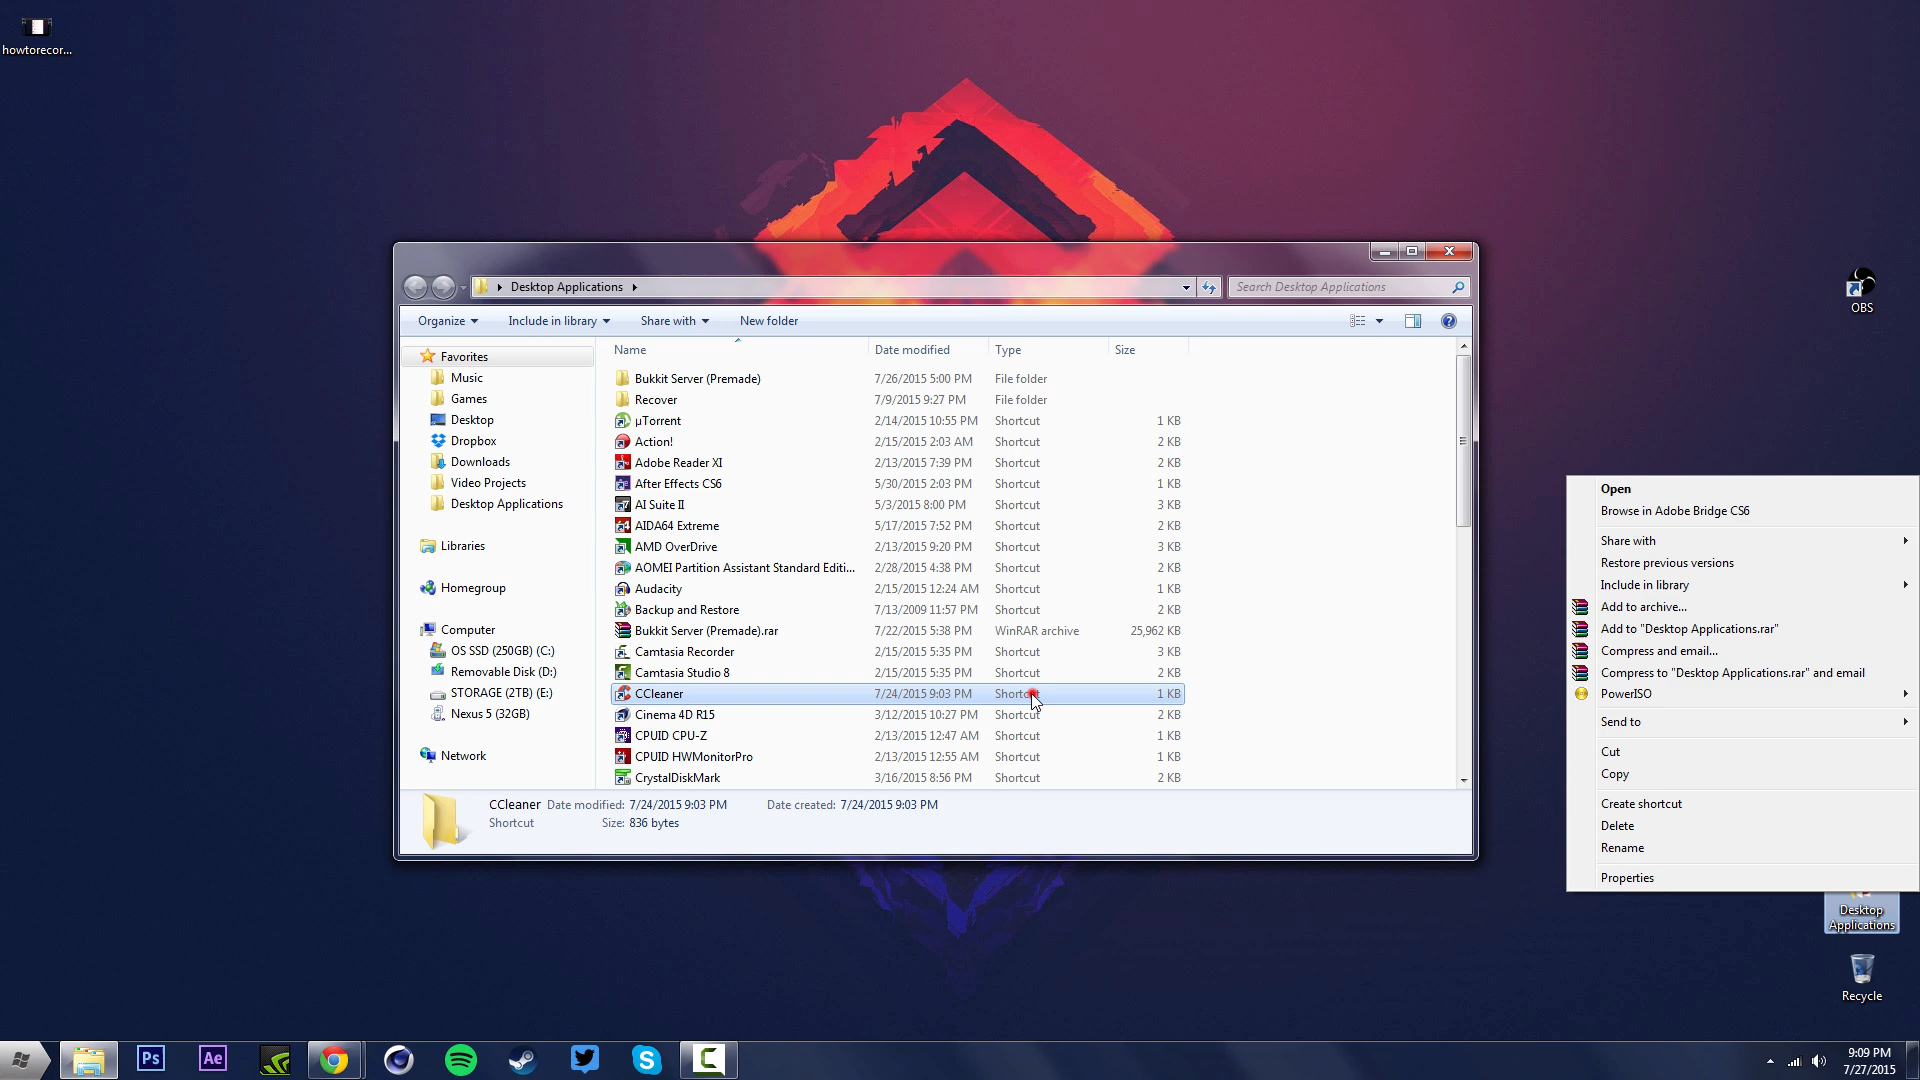 howtorecor...
OBS
Desktop Applications
Search Desktop Applications
Organize
Include in library
Share with
New folder
Favorites
Music
Games
Desktop
Dropbox
Downloads
Video Projects
Desktop Applications
Libraries
Homegroup
Computer
OS SSD (250GB) (C:)
Removable Disk (D:)
STORAGE (2TB) (E:)
Nexus 5 (32GB)
Network
Name Date modified Type Size
Bukkit Server (Premade) 7/26/2015 5:00 PM File folder
Recover 7/9/2015 9:27 PM File folder
µTorrent 2/14/2015 10:55 PM Shortcut 1 KB
Action! 2/15/2015 2:03 AM Shortcut 2 KB
Adobe Reader XI 2/13/2015 7:39 PM Shortcut 2 KB
After Effects CS6 5/30/2015 2:03 PM Shortcut 1 KB
AI Suite II 5/3/2015 8:00 PM Shortcut 3 KB
AIDA64 Extreme 5/17/2015 7:52 PM Shortcut 2 KB
AMD OverDrive 2/13/2015 9:20 PM Shortcut 3 KB
AOMEI Partition Assistant Standard Editi... 2/28/2015 4:38 PM Shortcut 2 KB
Audacity 2/15/2015 12:24 AM Shortcut 2 KB
Backup and Restore 7/13/2009 11:57 PM Shortcut 2 KB
Bukkit Server (Premade).rar 7/22/2015 5:38 PM WinRAR archive 25,962 KB
Camtasia Recorder 2/15/2015 5:35 PM Shortcut 3 KB
Camtasia Studio 8 2/15/2015 5:35 PM Shortcut 2 KB
CCleaner 7/24/2015 9:03 PM Shortcut 1 KB
Cinema 4D R15 3/12/2015 10:27 PM Shortcut 2 KB
CPUID CPU-Z 2/13/2015 12:47 AM Shortcut 1 KB
CPUID HWMonitorPro 2/13/2015 12:55 AM Shortcut 1 KB
CrystalDiskMark 3/16/2015 8:56 PM Shortcut 2 KB
CCleaner Date modified: 7/24/2015 9:03 PM Date created: 7/24/2015 9:03 PM
Shortcut Size: 836 bytes
Open
Browse in Adobe Bridge CS6
Share with
Restore previous versions
Include in library
Add to archive...
Add to "Desktop Applications.rar"
Compress and email...
Compress to "Desktop Applications.rar" and email
PowerISO
Send to
Cut
Copy
Create shortcut
Delete
Rename
Properties
Desktop
Applications
Recycle
Ps
Ae
9:09 PM
7/27/2015